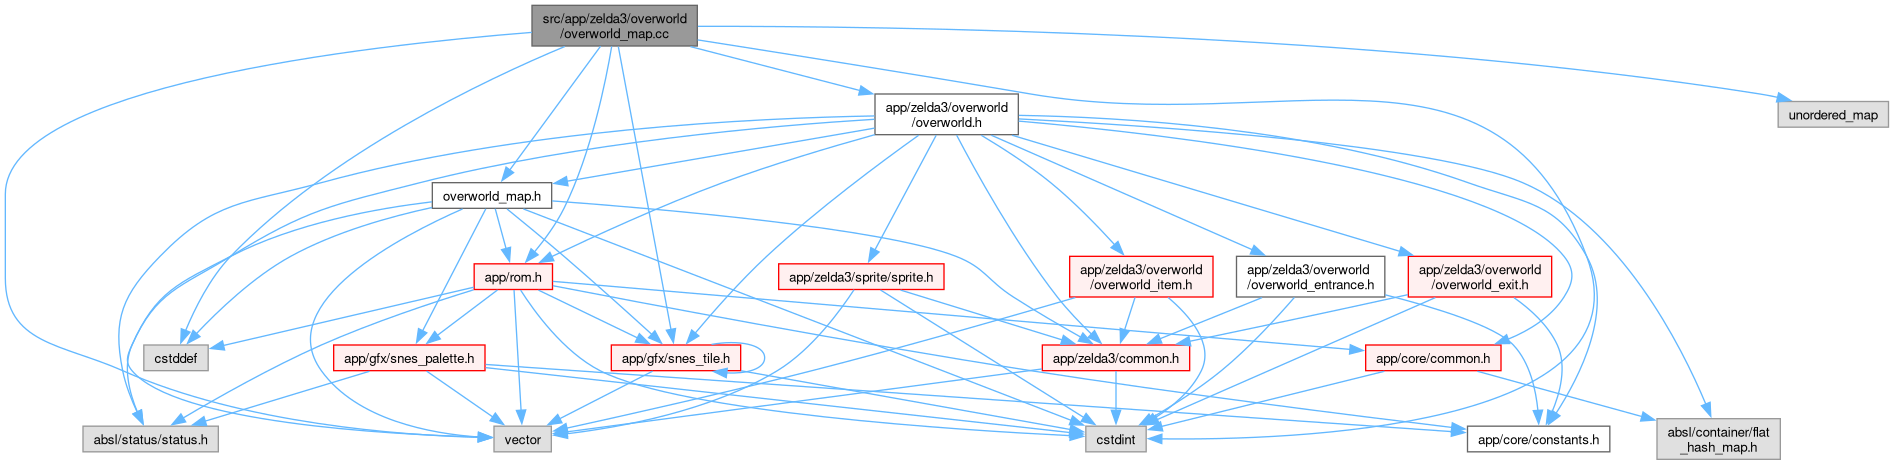 src/app/zelda3/overworld
/overworld_map.cc
app/zelda3/overworld
/overworld.h
unordered_map
overworld_map.h
app/rom.h
app/zelda3/sprite/sprite.h
app/zelda3/overworld
/overworld_item.h
app/zelda3/overworld
/overworld_entrance.h
app/zelda3/overworld
/overworld_exit.h
cstddef
app/gfx/snes_palette.h
app/gfx/snes_tile.h
app/zelda3/common.h
app/core/common.h
absl/status/status.h
vector
cstdint
app/core/constants.h
absl/container/flat
_hash_map.h